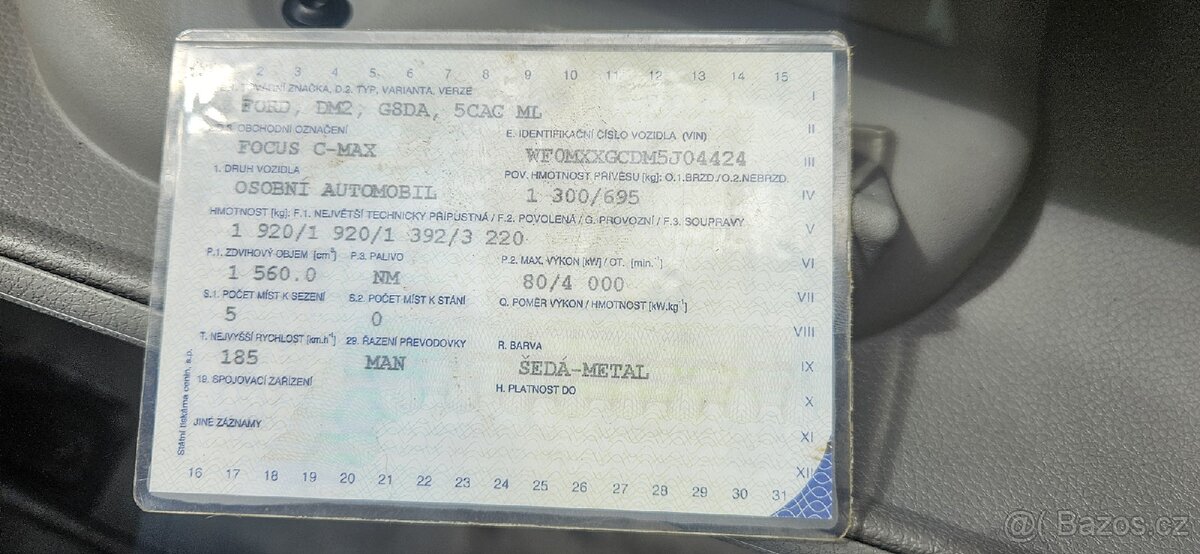 2 3 4 5 6 7 8 9 10 11 12 13 14 15
ZNAČKA, D.2. TYP, VARIANTA, VERZE
FORD, DM2, GSDA, 5CAC ML
I
OBCHODNÍ OZNAČENÍ
FOCUS C-MAX
E. IDENTIFIKAČNÍ ČÍSLO VOZIDLA (VIN)
II
WF0MXXGCDM5J04424
III
1. DRUH VOZIDLA
OSOBNÍ AUTOMOBIL
POV. HMOTNOST PŘÍVĚSU [kg]: O.1.BRZD./O.2.NEBRZD.
1 300/695
IV
HMOTNOST [kg]: F.1. NEJVĚTŠÍ TECHNICKY PŘÍPUSTNÁ / F.2. POVOLENÁ / G. PROVOZNÍ / F.3. SOUPRAVY
1 920/1 920/1 392/3 220
V
P.1. ZDVIHOVÝ OBJEM [cm³] P.3. PALIVO P.2. MAX. VÝKON [kW] / OT. [min.⁻¹]
VI
1 560.0 NM 80/4 000
S.1. POČET MÍST K SEZENÍ S.2. POČET MÍST K STÁNÍ Q. POMĚR VÝKON / HMOTNOST [kW.kg⁻¹]
VII
5 0
T. NEJVYŠŠÍ RYCHLOST [km.h⁻¹] 29. ŘAZENÍ PŘEVODOVKY R. BARVA
VIII
185 MAN ŠEDÁ-METAL
IX
19. SPOJOVACÍ ZAŘÍZENÍ H. PLATNOST DO
X
JINÉ ZÁZNAMY
XI
XII
Státní tiskárna cenin, s.p.
16 17 18 19 20 21 22 23 24 25 26 27 28 29 30 31
@( Bazos.cz